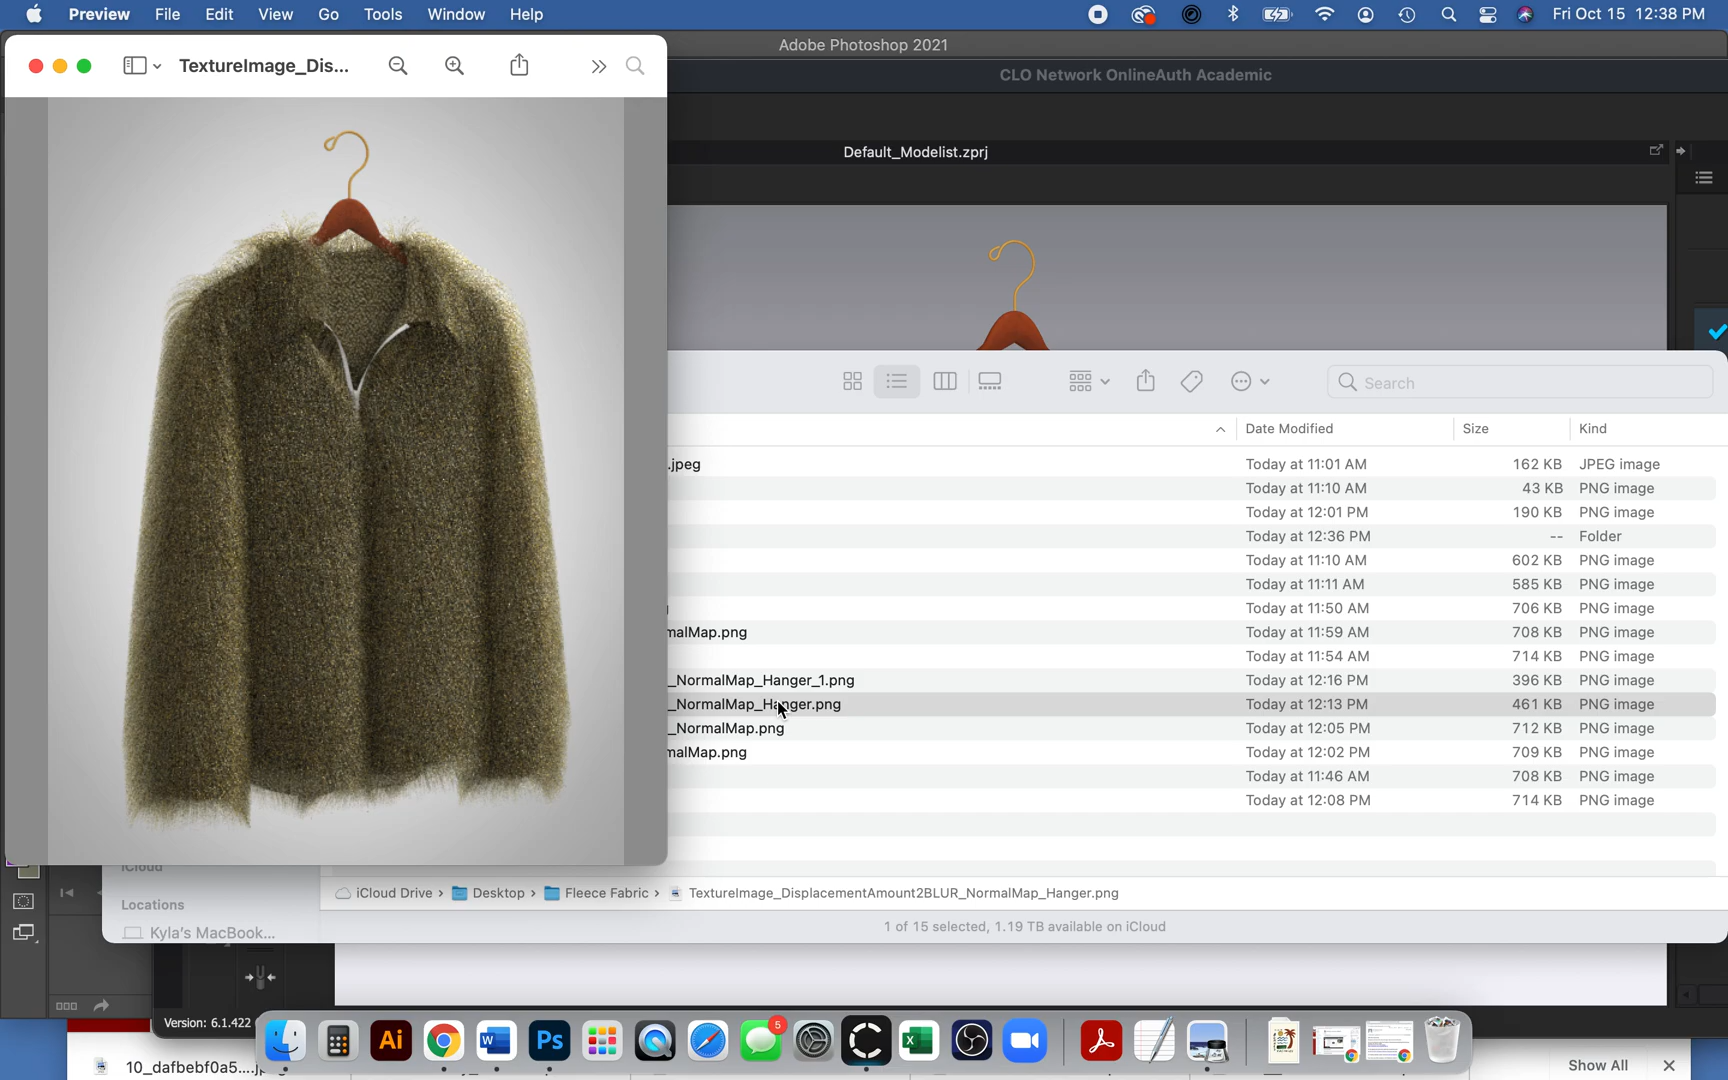 Preview File Edit View Go Tools Window Help Fri Oct 15 12:38 PM
Adobe Photoshop 2021
TextureImage_Dis...
CLO Network OnlineAuth Academic
Default_Modelist.zprj
Search
Date Modified Size Kind
.jpeg Today at 11:01 AM 162 KB JPEG image
Today at 11:10 AM 43 KB PNG image
Today at 12:01 PM 190 KB PNG image
Today at 12:36 PM -- Folder
Today at 11:10 AM 602 KB PNG image
Today at 11:11 AM 585 KB PNG image
Today at 11:50 AM 706 KB PNG image
malMap.png Today at 11:59 AM 708 KB PNG image
Today at 11:54 AM 714 KB PNG image
_NormalMap_Hanger_1.png Today at 12:16 PM 396 KB PNG image
_NormalMap_Hanger.png Today at 12:13 PM 461 KB PNG image
_NormalMap.png Today at 12:05 PM 712 KB PNG image
malMap.png Today at 12:02 PM 709 KB PNG image
Today at 11:46 AM 708 KB PNG image
Today at 12:08 PM 714 KB PNG image
iCloud
Locations
Kyla's MacBook...
iCloud Drive › Desktop › Fleece Fabric › TextureImage_DisplacementAmount2BLUR_NormalMap_Hanger.png
1 of 15 selected, 1.19 TB available on iCloud
Version: 6.1.422
Ai W Ps 5 X
10_dafbebf0a5....jp
Show All